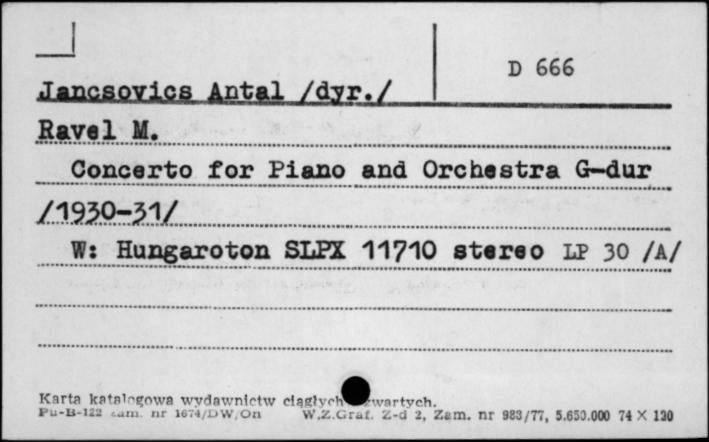 D 666
Jancsovics Antal /dyr./
Ravel M.
Concerto for Piano and Orchestra G-dur
/1930-31/
W: Hungaroton SLPX 11710 stereo LP 30 /A/
Karta katalogowa wydawnictw ciągłych
Pu-B-122 zam. nr 1674/DW/On W.Z.Graf. Z-d 2, Zam. nr 983/77, 5.650.000 74 X 120